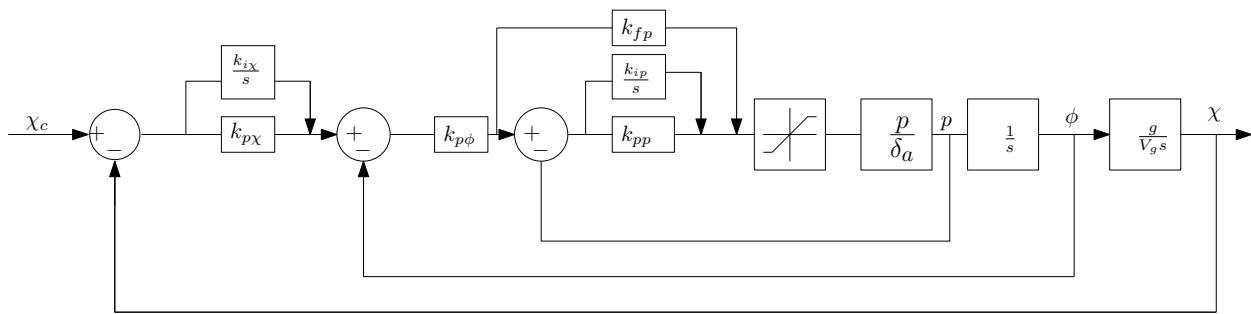 χ_c
+
−
k_{iχ}/s
k_{pχ}
+
−
k_{pϕ}
+
−
k_{fp}
k_{ip}/s
k_{pp}
p/δ_a
p
1/s
ϕ
g/(V_g s)
χ